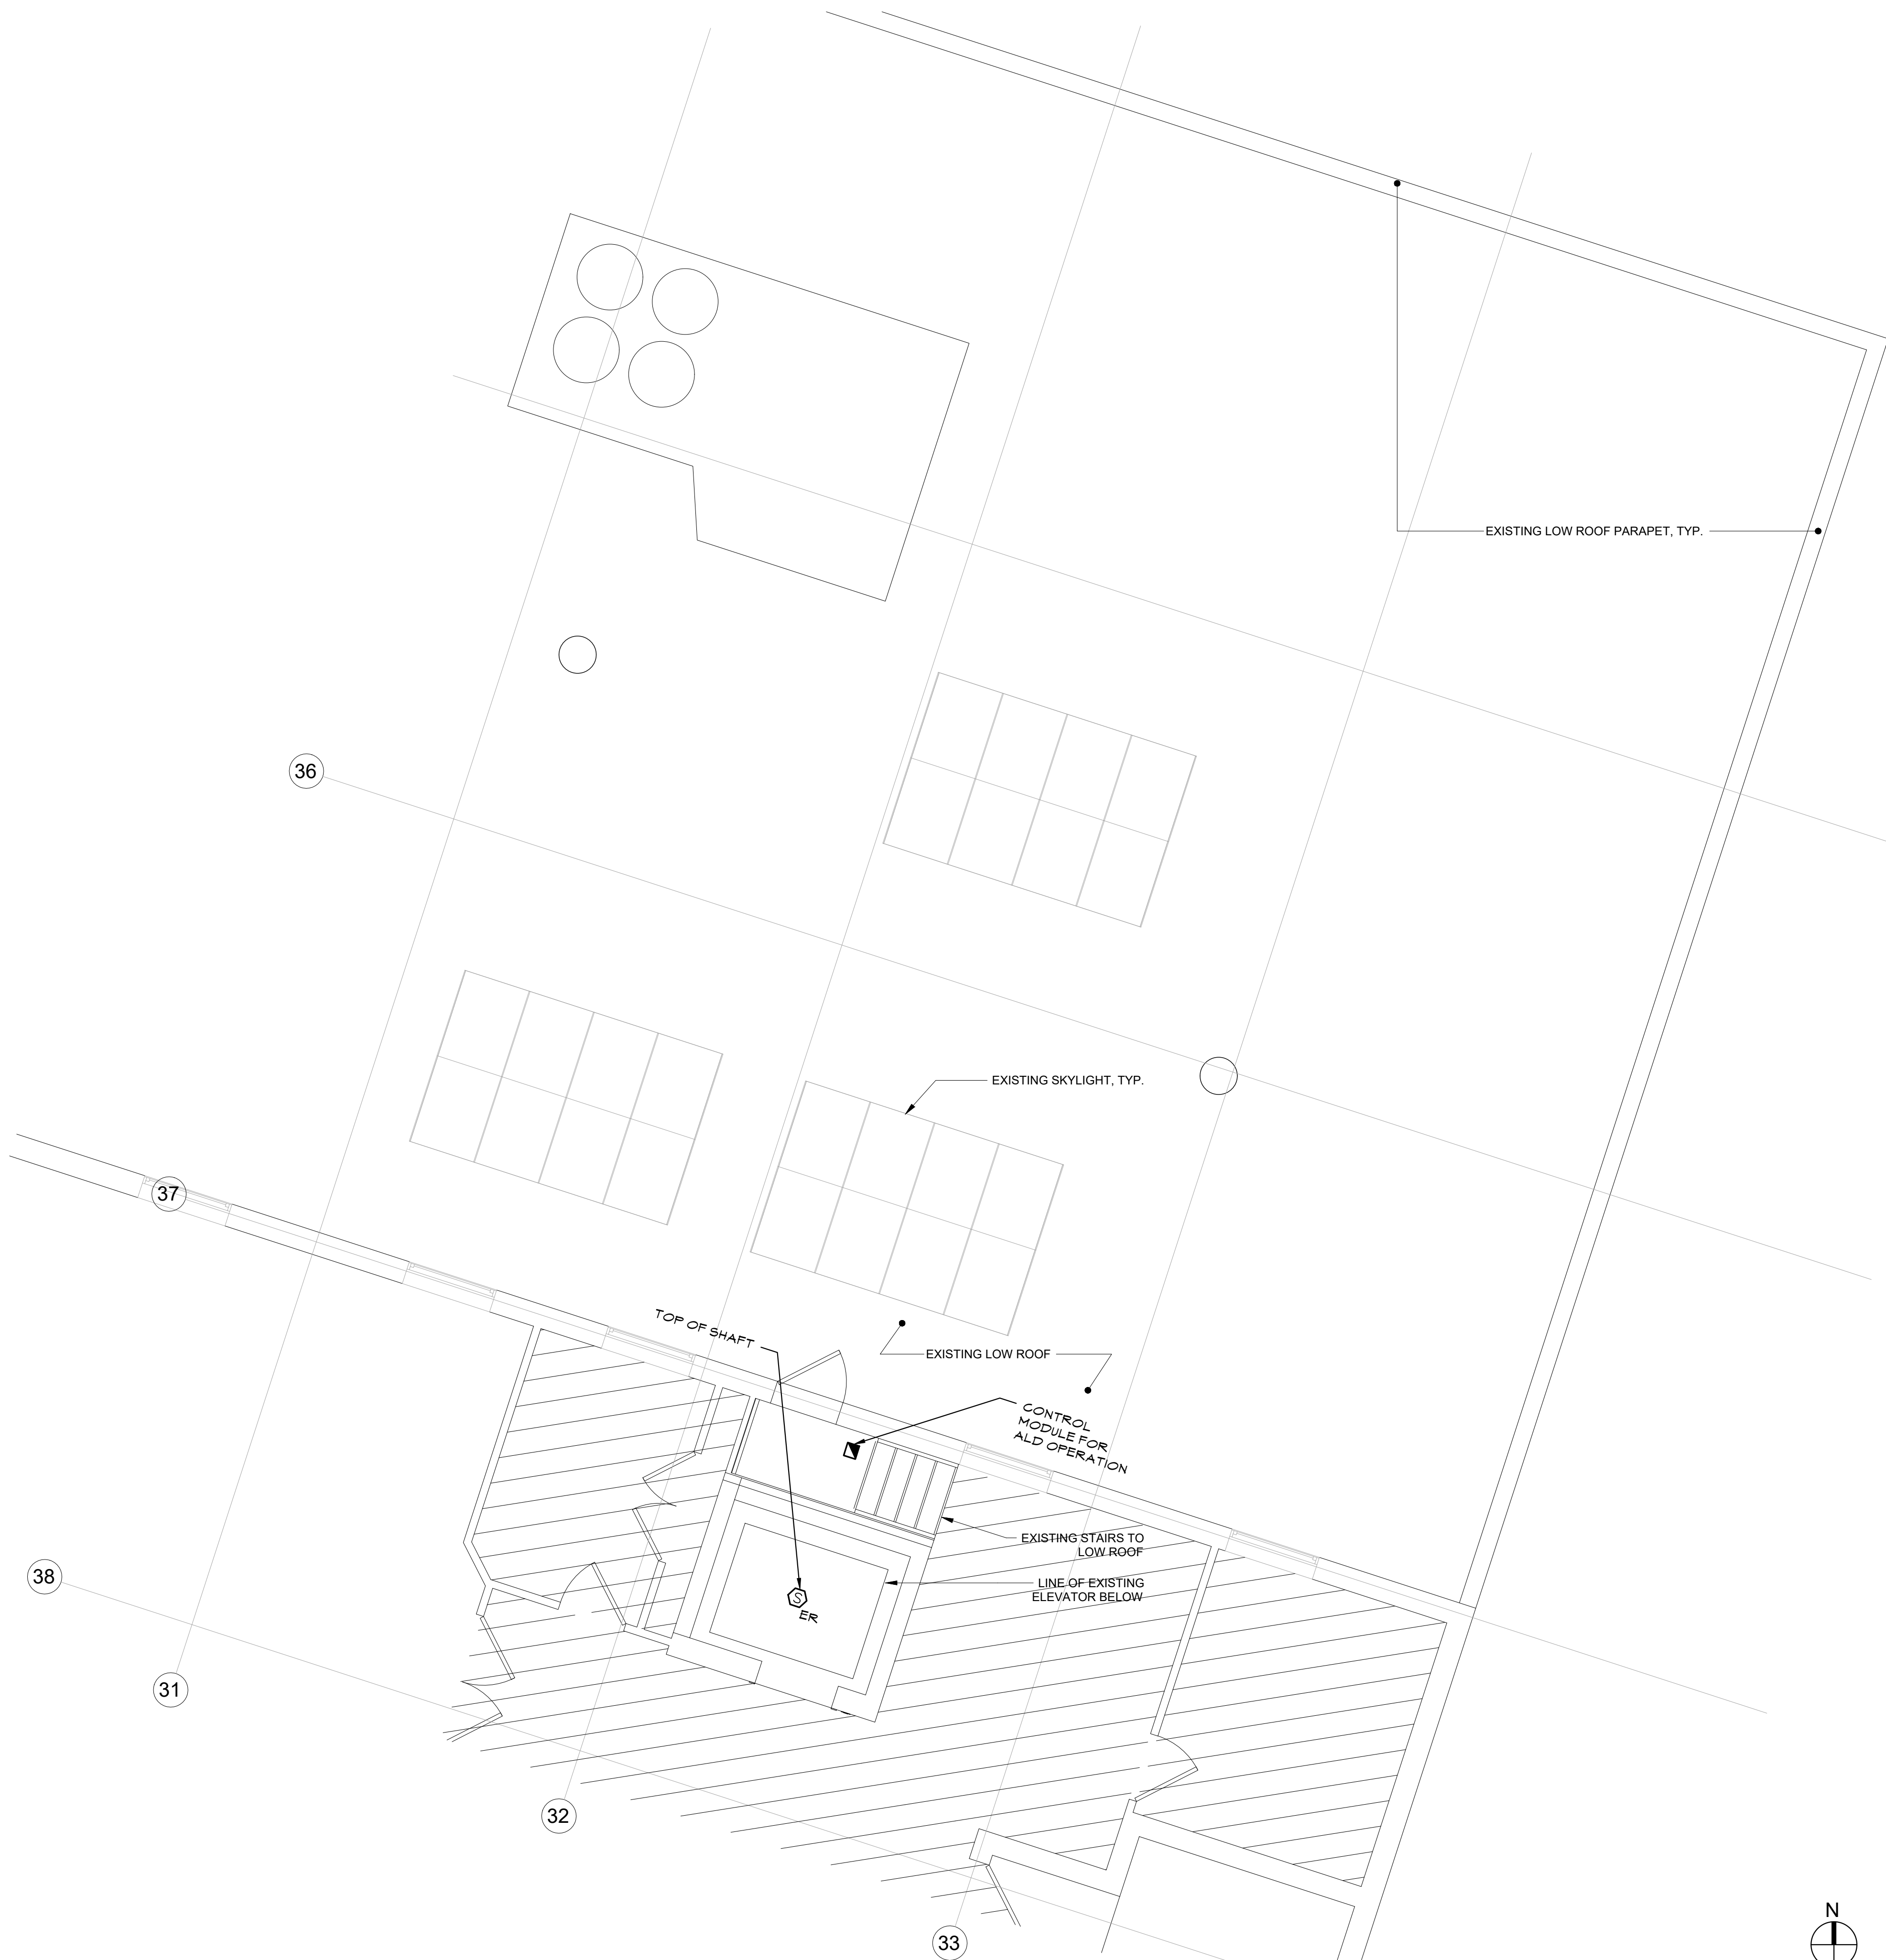 EXISTING LOW ROOF PARAPET, TYP.
36
EXISTING SKYLIGHT, TYP.
37
TOP OF SHAFT
EXISTING LOW ROOF
CONTROL
MODULE FOR
ALD OPERATION
EXISTING STAIRS TO
LOW ROOF
38
LINE OF EXISTING
ELEVATOR BELOW
S
ER
31
32
33
N